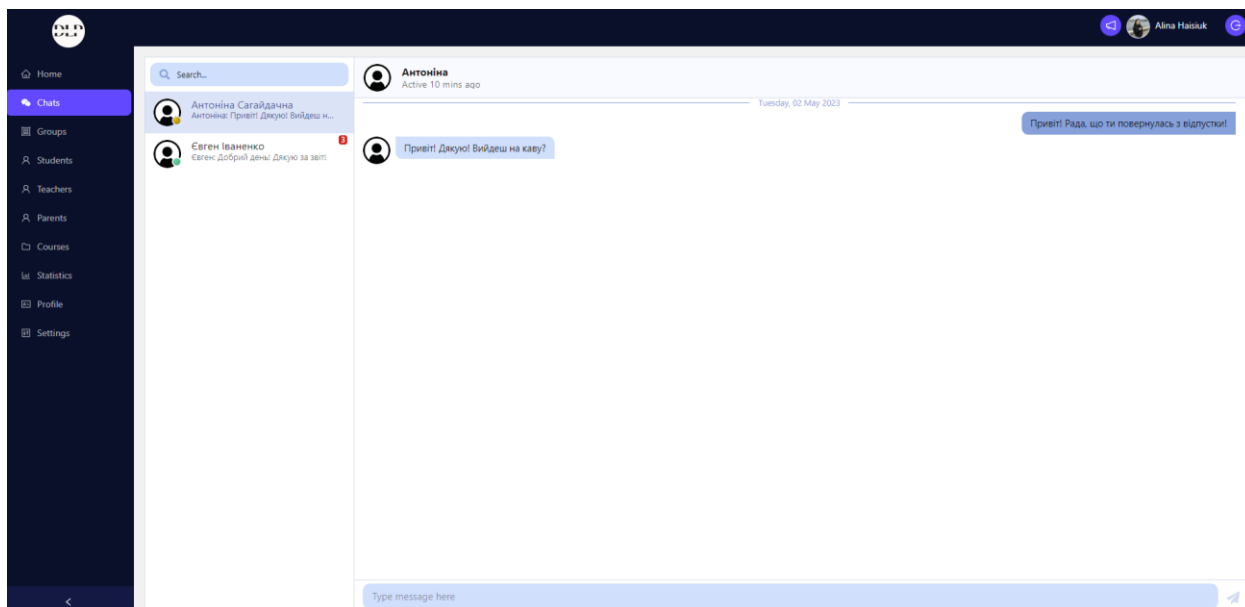 DLP
Alina Haisiuk
Home
Chats
Groups
Students
Teachers
Parents
Courses
Statistics
Profile
Settings
Search...
Антоніна Сагайдачна
Антоніна: Привіт! Дякую! Вийдеш н...
Євген Іваненко
3
Євген: Добрий день! Дякую за звіт!
Антоніна
Active 10 mins ago
Tuesday, 02 May 2023
Привіт! Рада, що ти повернулась з відпустки!
Привіт! Дякую! Вийдеш на каву?
Type message here